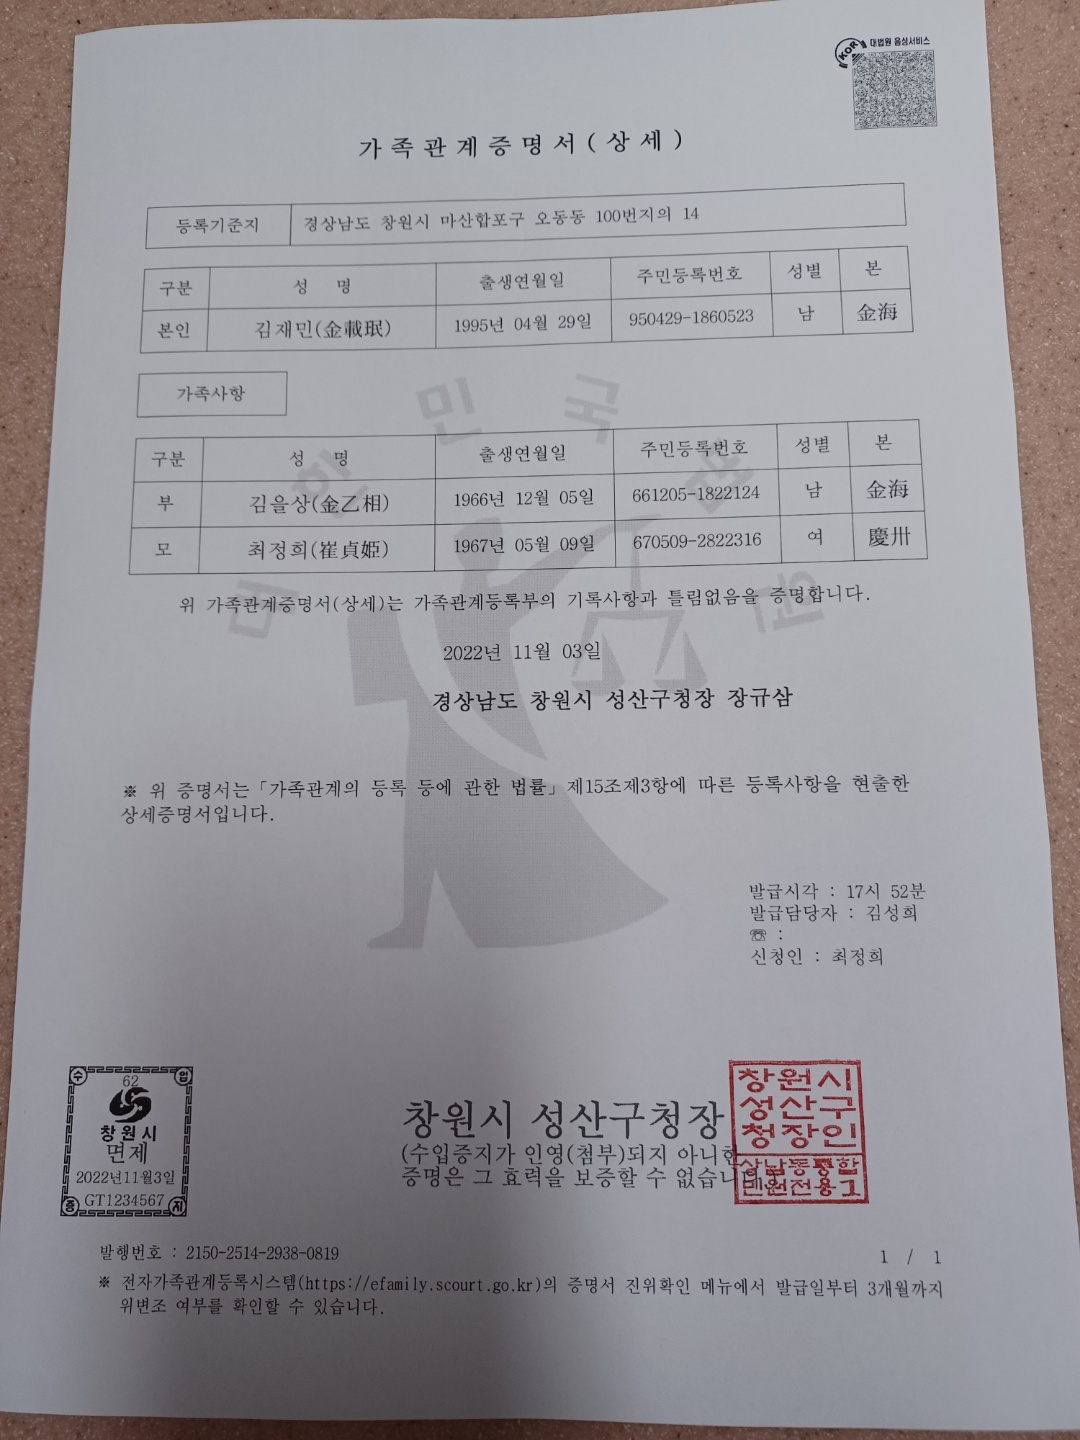 KOR 대법원 음성서비스
가족관계증명서(상세)
등록기준지 경상남도 창원시 마산합포구 오동동 100번지의 14
구분 성 명 출생연월일 주민등록번호 성별 본
본인 김재민(金載珉) 1995년 04월 29일 950429-1860523 남 金海
가족사항
구분 성 명 출생연월일 주민등록번호 성별 본
부 김을상(金乙相) 1966년 12월 05일 661205-1822124 남 金海
모 최정희(崔貞姬) 1967년 05월 09일 670509-2822316 여 慶卅
위 가족관계증명서(상세)는 가족관계등록부의 기록사항과 틀림없음을 증명합니다.
2022년 11월 03일
경상남도 창원시 성산구청장 장규삼
※ 위 증명서는「가족관계의 등록 등에 관한 법률」제15조제3항에 따른 등록사항을 현출한
상세증명서입니다.
발급시각 : 17시 52분
발급담당자 : 김성희
☏ :
신청인 : 최정희
수 입
62
창원시
면제
2022년11월3일
GT1234567
증 지
창원시 성산구청장
(수입증지가 인영(첨부)되지 아니한
증명은 그 효력을 보증할 수 없습니
창원시
성산구
청장인
민원전용
발행번호 : 2150-2514-2938-0819
1 / 1
※ 전자가족관계등록시스템(https://efamily.scourt.go.kr)의 증명서 진위확인 메뉴에서 발급일부터 3개월까지
위변조 여부를 확인할 수 있습니다.
대한민국법원